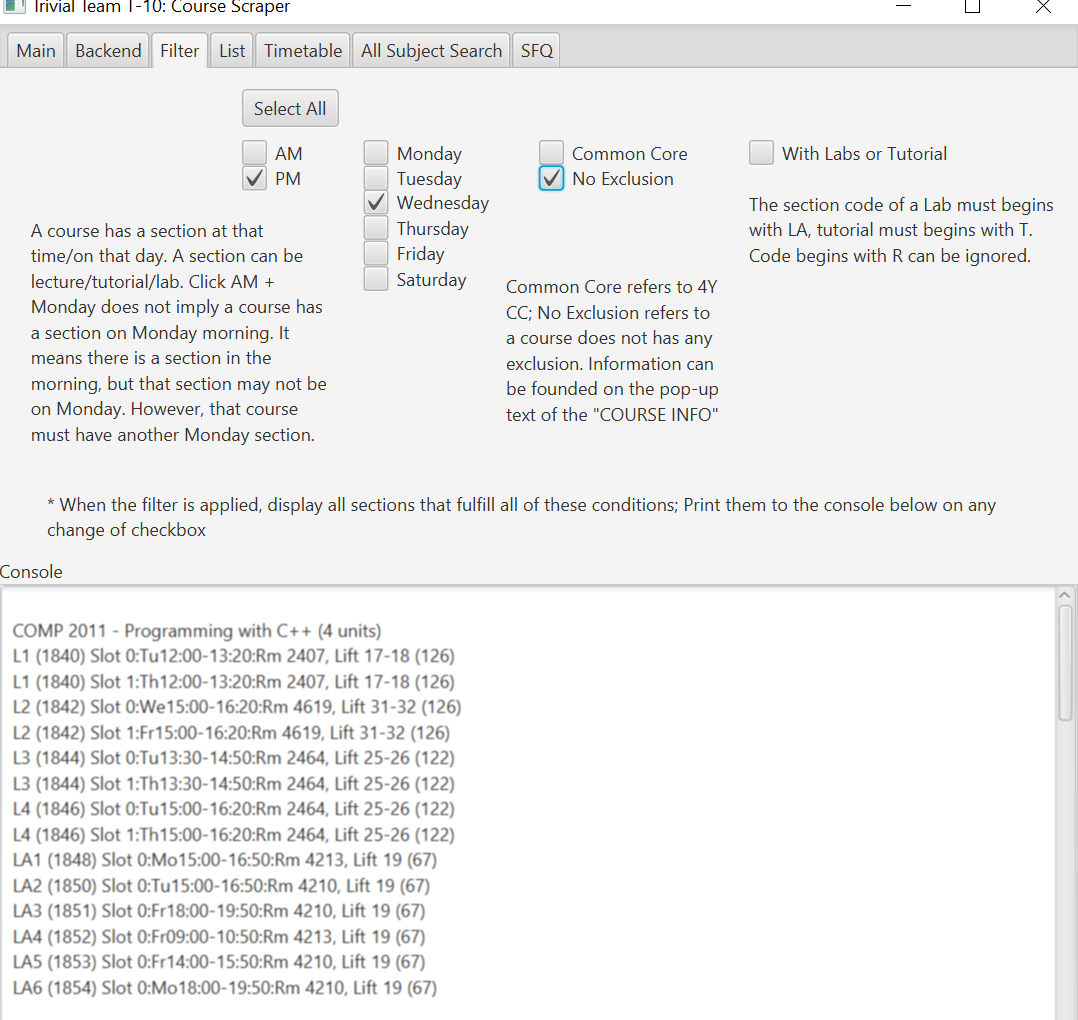 Trivial Team T-10: Course Scraper
Main Backend Filter List Timetable All Subject Search SFQ
Select All
AM
PM
Monday
Tuesday
Wednesday
Thursday
Friday
Saturday
Common Core
No Exclusion
With Labs or Tutorial
A course has a section at that
time/on that day. A section can be
lecture/tutorial/lab. Click AM +
Monday does not imply a course has
a section on Monday morning. It
means there is a section in the
morning, but that section may not be
on Monday. However, that course
must have another Monday section.
Common Core refers to 4Y
CC; No Exclusion refers to
a course does not has any
exclusion. Information can
be founded on the pop-up
text of the "COURSE INFO"
The section code of a Lab must begins
with LA, tutorial must begins with T.
Code begins with R can be ignored.
* When the filter is applied, display all sections that fulfill all of these conditions; Print them to the console below on any
change of checkbox
Console
COMP 2011 - Programming with C++ (4 units)
L1 (1840) Slot 0:Tu12:00-13:20:Rm 2407, Lift 17-18 (126)
L1 (1840) Slot 1:Th12:00-13:20:Rm 2407, Lift 17-18 (126)
L2 (1842) Slot 0:We15:00-16:20:Rm 4619, Lift 31-32 (126)
L2 (1842) Slot 1:Fr15:00-16:20:Rm 4619, Lift 31-32 (126)
L3 (1844) Slot 0:Tu13:30-14:50:Rm 2464, Lift 25-26 (122)
L3 (1844) Slot 1:Th13:30-14:50:Rm 2464, Lift 25-26 (122)
L4 (1846) Slot 0:Tu15:00-16:20:Rm 2464, Lift 25-26 (122)
L4 (1846) Slot 1:Th15:00-16:20:Rm 2464, Lift 25-26 (122)
LA1 (1848) Slot 0:Mo15:00-16:50:Rm 4213, Lift 19 (67)
LA2 (1850) Slot 0:Tu15:00-16:50:Rm 4210, Lift 19 (67)
LA3 (1851) Slot 0:Fr18:00-19:50:Rm 4210, Lift 19 (67)
LA4 (1852) Slot 0:Fr09:00-10:50:Rm 4213, Lift 19 (67)
LA5 (1853) Slot 0:Fr14:00-15:50:Rm 4210, Lift 19 (67)
LA6 (1854) Slot 0:Mo18:00-19:50:Rm 4210, Lift 19 (67)